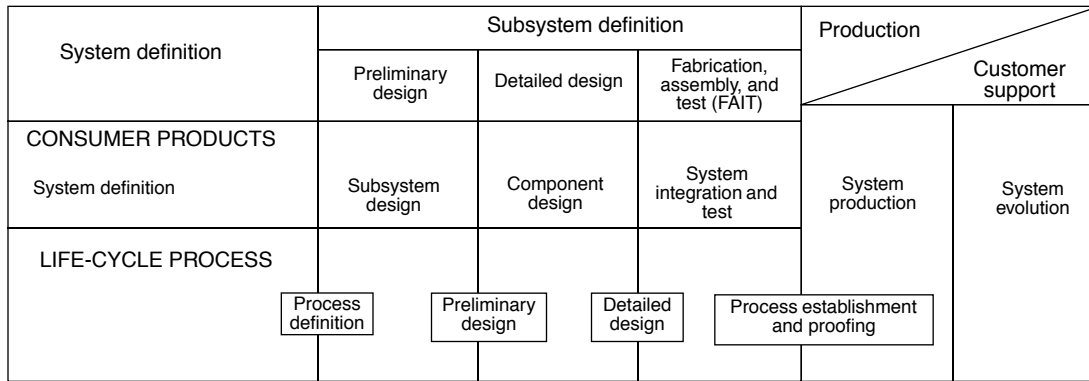 System definition
Subsystem definition
Production
Customer
support
Preliminary
design
Detailed design
Fabrication,
assembly, and
test (FAIT)
CONSUMER PRODUCTS
System definition
Subsystem
design
Component
design
System
integration and
test
System
production
System
evolution
LIFE-CYCLE PROCESS
Process
definition
Preliminary
design
Detailed
design
Process establishment
and proofing